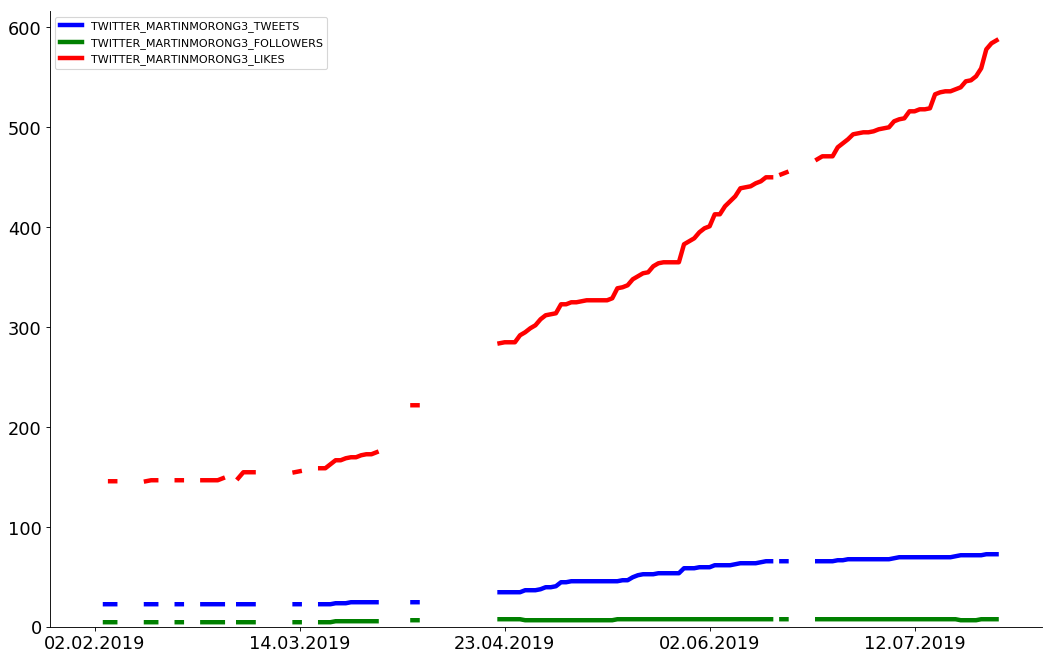 600
500
400
300
200
100
0
TWITTER_MARTINMORONG3_TWEETS
TWITTER_MARTINMORONG3_FOLLOWERS
TWITTER_MARTINMORONG3_LIKES
02.02.2019 14.03.2019 23.04.2019 02.06.2019 12.07.2019